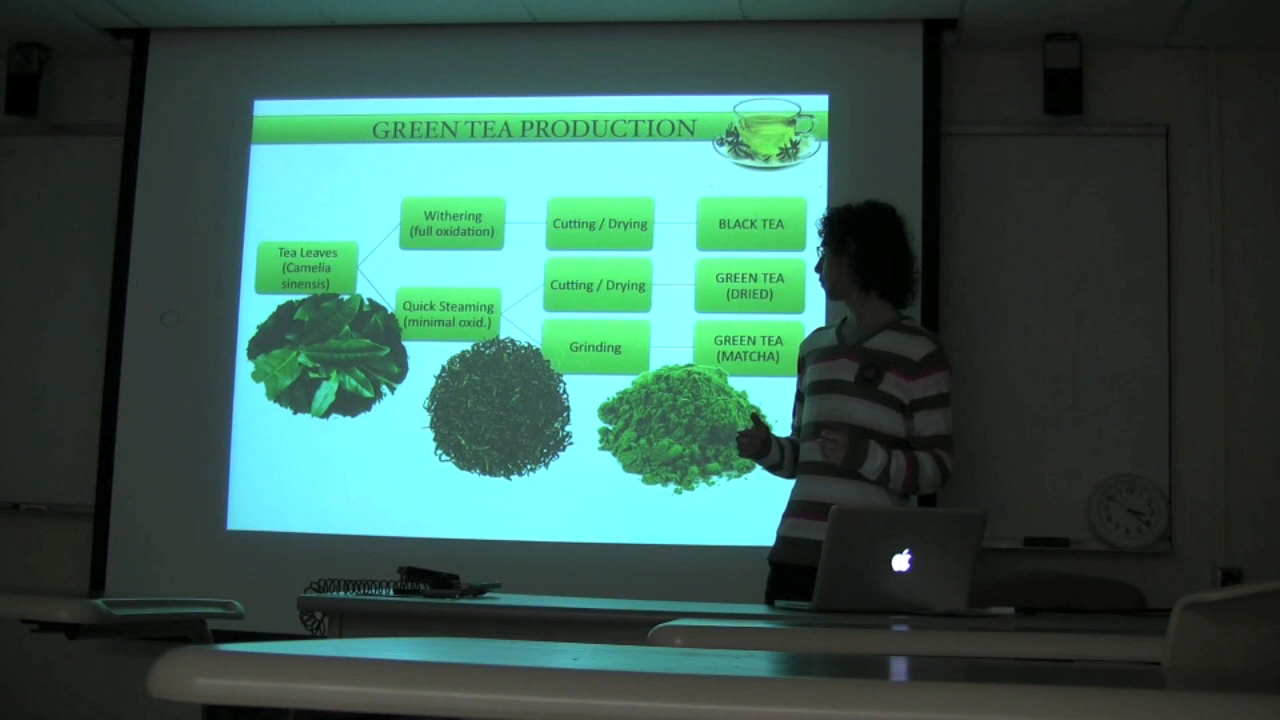 GREEN TEA PRODUCTION
Tea Leaves
(Camelia
sinensis)
Withering
(full oxidation)
Cutting / Drying
BLACK TEA
Quick Steaming
(minimal oxid.)
Cutting / Drying
GREEN TEA
(DRIED)
Grinding
GREEN TEA
(MATCHA)